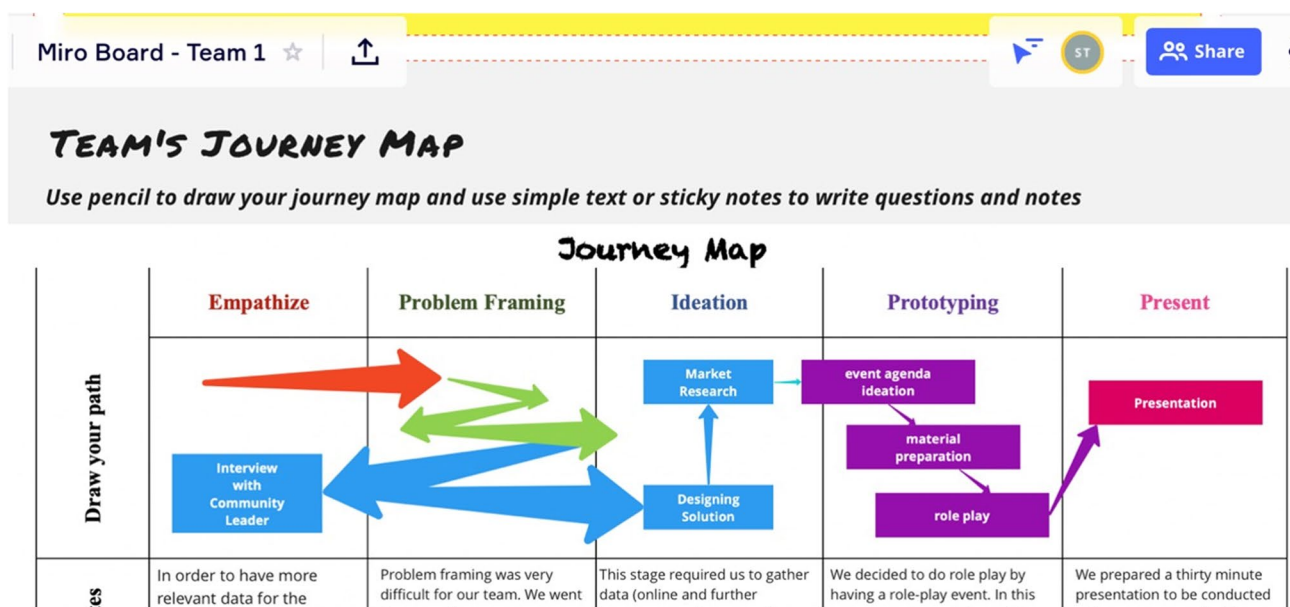 Miro Board - Team 1
ST
Share
TEAM'S JOURNEY MAP
Use pencil to draw your journey map and use simple text or sticky notes to write questions and notes
Journey Map
Empathize
Problem Framing
Ideation
Prototyping
Present
Draw your path
Interview
with
Community
Leader
Market
Research
Designing
Solution
event agenda
ideation
material
preparation
role play
Presentation
In order to have more
relevant data for the
Problem framing was very
difficult for our team. We went
This stage required us to gather
data (online and further
We decided to do role play by
having a role-play event. In this
We prepared a thirty minute
presentation to be conducted